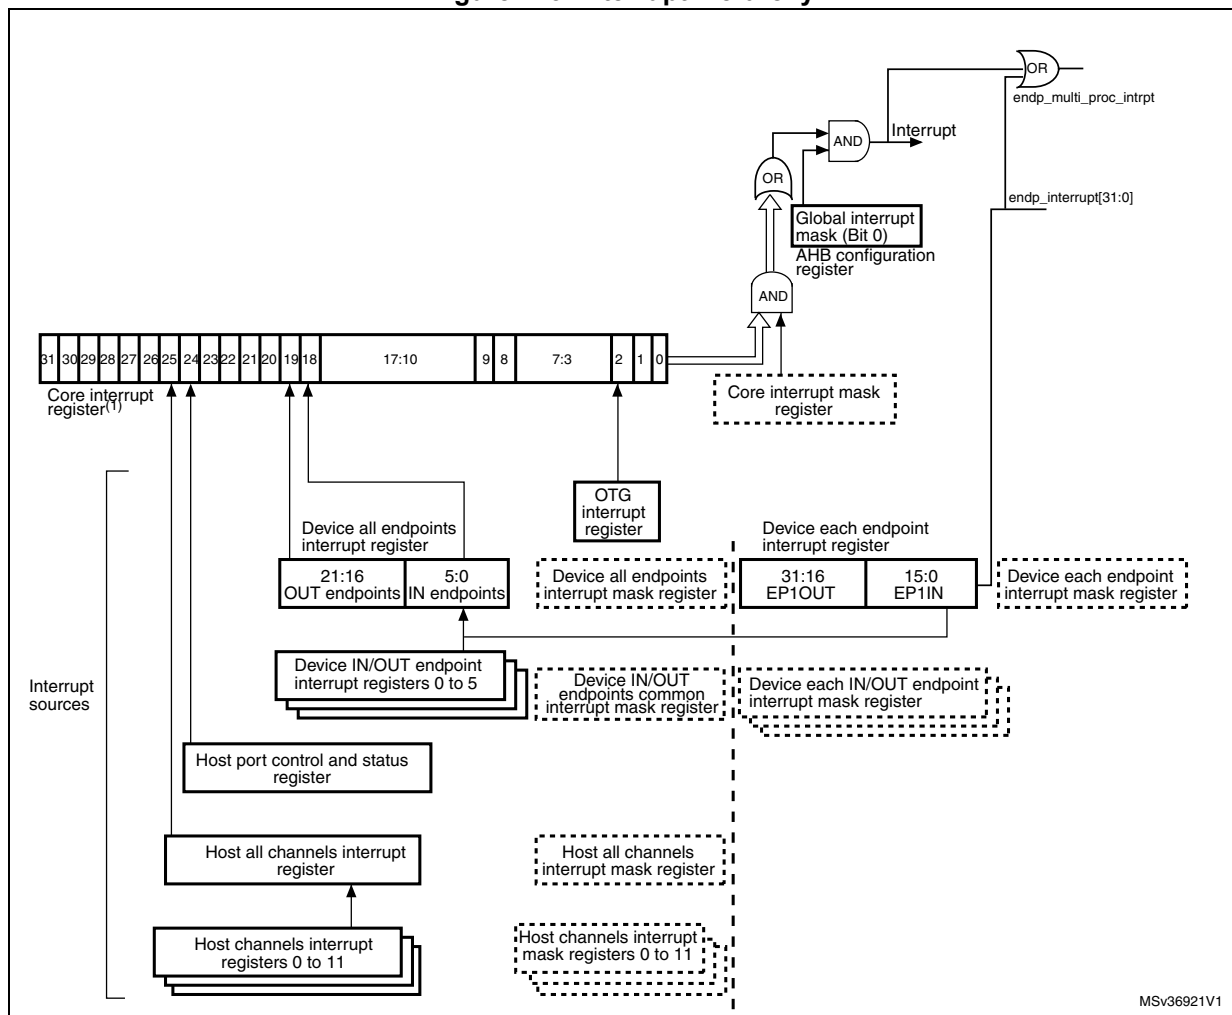 OR
endp_multi_proc_intrpt
AND
Interrupt
OR
endp_interrupt[31:0]
Global interrupt
mask (Bit 0)
AHB configuration
register
AND
31 30 29 28 27 26 25 24 23 22 21 20 19 18 17:10 9 8 7:3 2 1 0
Core interrupt
register(1)
Core interrupt mask
register
OTG
interrupt
register
Device all endpoints
interrupt register
Device each endpoint
interrupt register
21:16
OUT endpoints
5:0
IN endpoints
Device all endpoints
interrupt mask register
31:16
EP1OUT
15:0
EP1IN
Device each endpoint
interrupt mask register
Device IN/OUT endpoint
interrupt registers 0 to 5
Device IN/OUT
endpoints common
interrupt mask register
Device each IN/OUT endpoint
interrupt mask register
Interrupt
sources
Host port control and status
register
Host all channels interrupt
register
Host all channels
interrupt mask register
Host channels interrupt
registers 0 to 11
Host channels interrupt
mask registers 0 to 11
MSv36921V1